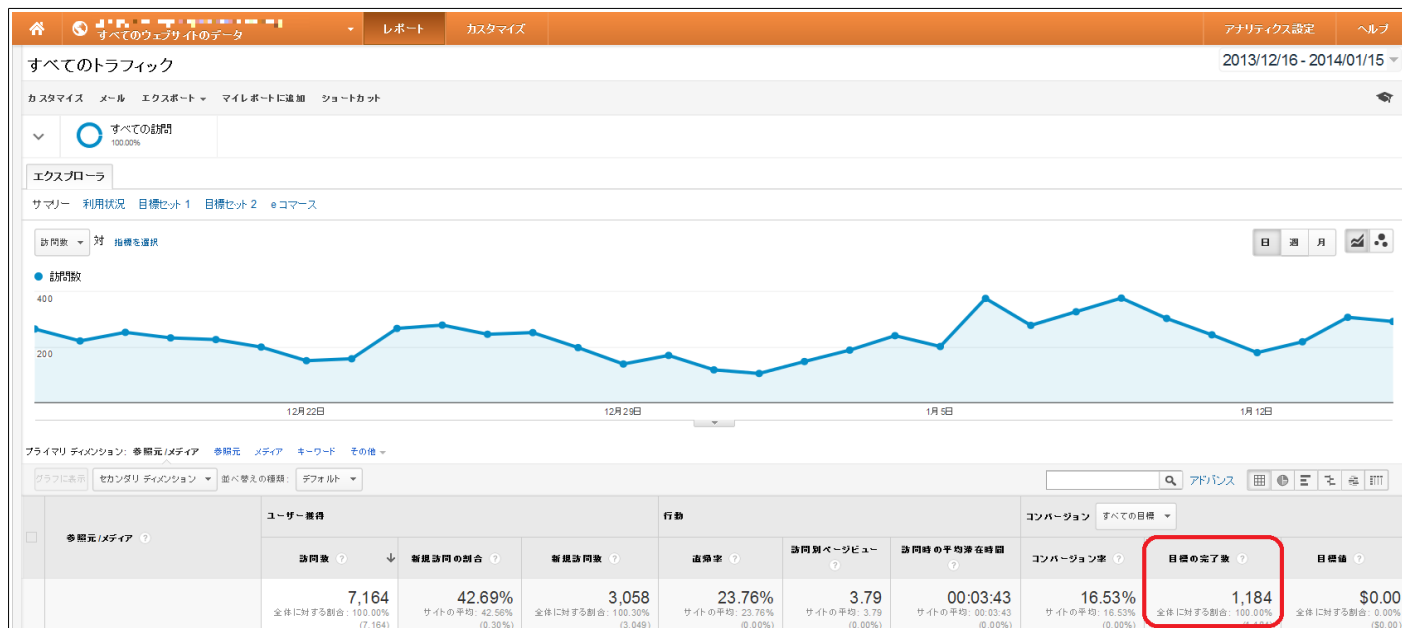 すべてのウェブサイトのデータ
レポート
カスタマイズ
アナリティクス設定
ヘルプ
すべてのトラフィック
2013/12/16 - 2014/01/15
カスタマイズ メール エクスポート マイレポートに追加 ショートカット
すべての訪問
100.00%
エクスプローラ
サマリー 利用状況 目標セット 1 目標セット 2 e コマース
訪問数 対 指標を選択
日 週 月
訪問数
400
200
12月22日 12月29日 1月5日 1月12日
プライマリ ディメンション: 参照元/メディア 参照元 メディア キーワード その他
グラフに表示 セカンダリ ディメンション 並べ替えの種類: デフォルト アドバンス
ユーザー獲得 行動 コンバージョン すべての目標
参照元/メディア
訪問数 新規訪問の割合 新規訪問数 直帰率 訪問別ページビュー 訪問時の平均滞在時間 コンバージョン率 目標の完了数 目標値
7,164 42.69% 3,058 23.76% 3.79 00:03:43 16.53% 1,184 $0.00
全体に対する割合: 100.00% サイトの平均: 42.56% 全体に対する割合: 100.30% サイトの平均: 23.76% サイトの平均: 3.79 サイトの平均: 00:03:43 サイトの平均: 16.53% 全体に対する割合: 100.00% 全体に対する割合: 0.00%
(7,164) (0.30%) (3,049) (0.00%) (0.00%) (0.00%) (0.00%) ($0.00)